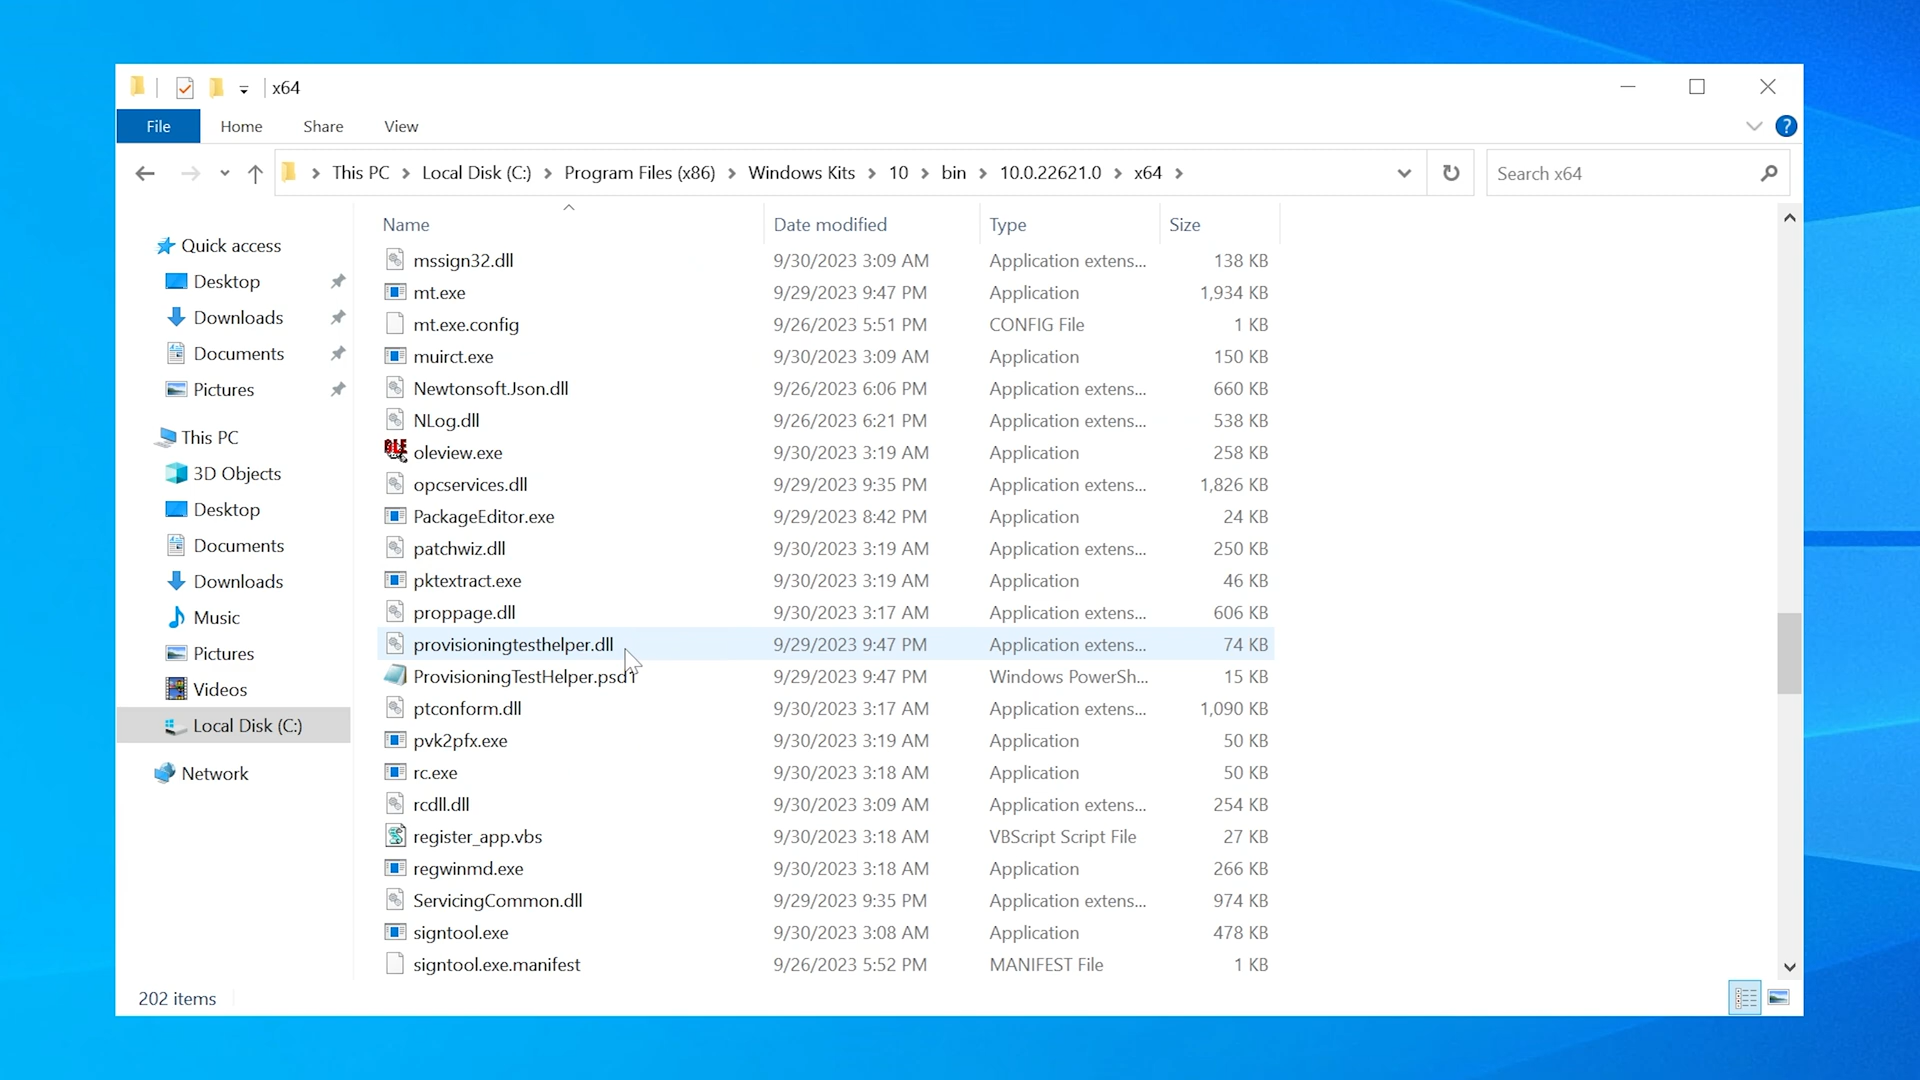 x64
File Home Share View
This PC Local Disk (C:) Program Files (x86) Windows Kits 10 bin 10.0.22621.0 x64
Search x64
Name Date modified Type Size
Quick access
Desktop
Downloads
Documents
Pictures
This PC
3D Objects
Desktop
Documents
Downloads
Music
Pictures
Videos
Local Disk (C:)
Network
mssign32.dll 9/30/2023 3:09 AM Application extens... 138 KB
mt.exe 9/29/2023 9:47 PM Application 1,934 KB
mt.exe.config 9/26/2023 5:51 PM CONFIG File 1 KB
muirct.exe 9/30/2023 3:09 AM Application 150 KB
Newtonsoft.Json.dll 9/26/2023 6:06 PM Application extens... 660 KB
NLog.dll 9/26/2023 6:21 PM Application extens... 538 KB
oleview.exe 9/30/2023 3:19 AM Application 258 KB
opcservices.dll 9/29/2023 9:35 PM Application extens... 1,826 KB
PackageEditor.exe 9/29/2023 8:42 PM Application 24 KB
patchwiz.dll 9/30/2023 3:19 AM Application extens... 250 KB
pktextract.exe 9/30/2023 3:19 AM Application 46 KB
proppage.dll 9/30/2023 3:17 AM Application extens... 606 KB
provisioningtesthelper.dll 9/29/2023 9:47 PM Application extens... 74 KB
ProvisioningTestHelper.psd1 9/29/2023 9:47 PM Windows PowerSh... 15 KB
ptconform.dll 9/30/2023 3:17 AM Application extens... 1,090 KB
pvk2pfx.exe 9/30/2023 3:19 AM Application 50 KB
rc.exe 9/30/2023 3:18 AM Application 50 KB
rcdll.dll 9/30/2023 3:09 AM Application extens... 254 KB
register_app.vbs 9/30/2023 3:18 AM VBScript Script File 27 KB
regwinmd.exe 9/30/2023 3:18 AM Application 266 KB
ServicingCommon.dll 9/29/2023 9:35 PM Application extens... 974 KB
signtool.exe 9/30/2023 3:08 AM Application 478 KB
signtool.exe.manifest 9/26/2023 5:52 PM MANIFEST File 1 KB
202 items